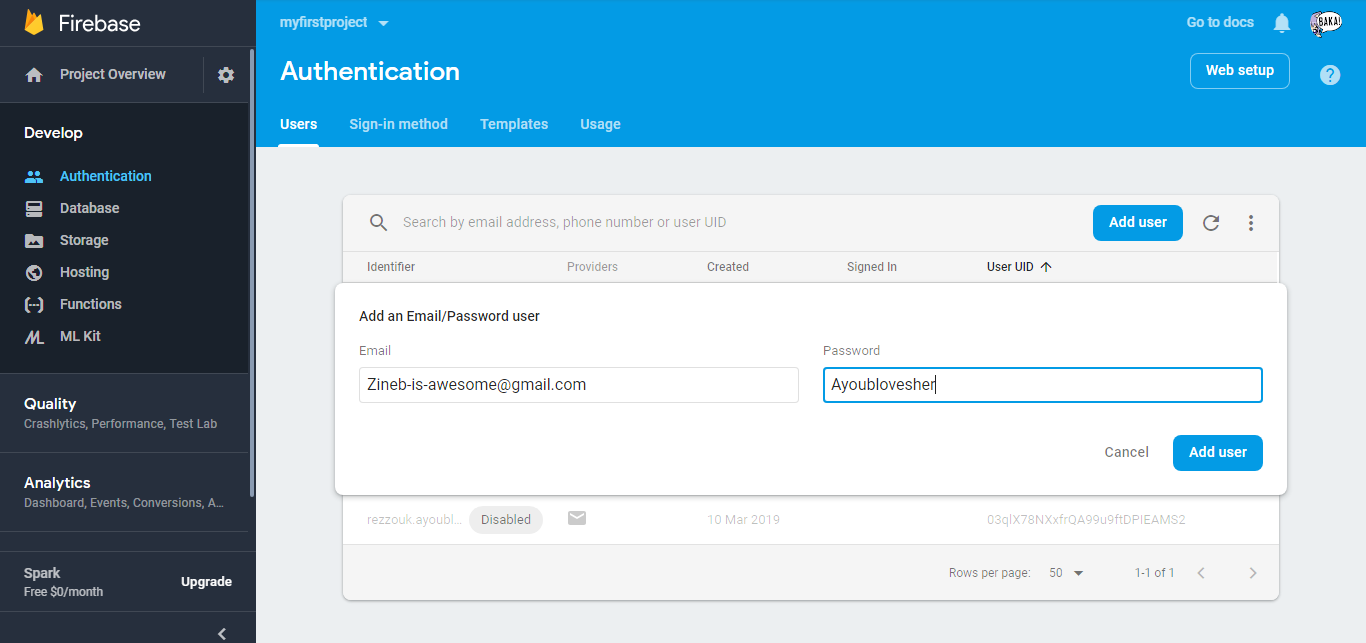 Firebase
myfirstproject
Go to docs
BAKA!
Project Overview
Authentication
Web setup
Develop
Users Sign-in method Templates Usage
Authentication
Database
Storage
Hosting
Functions
ML Kit
Search by email address, phone number or user UID
Add user
Identifier Providers Created Signed In User UID
Add an Email/Password user
Email Password
Zineb-is-awesome@gmail.com Ayoublovesher
Cancel Add user
Quality
Crashlytics, Performance, Test Lab
Analytics
Dashboard, Events, Conversions, A...
rezzouk.ayoubl... Disabled 10 Mar 2019 03qlX78NXxfrQA99u9ftDPIEAMS2
Rows per page: 50 1-1 of 1
Spark
Free $0/month
Upgrade